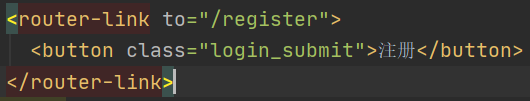 <router-link to="/register">
<button class="login_submit">注册</button>
</router-link>